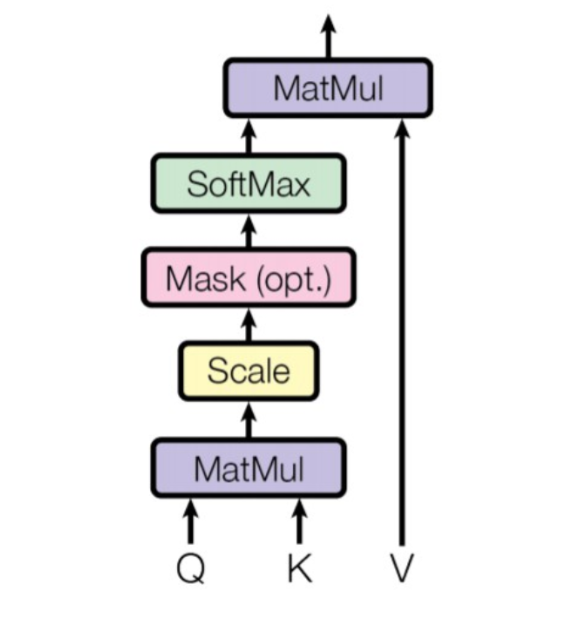 MatMul
SoftMax
Mask (opt.)
Scale
MatMul
Q K V